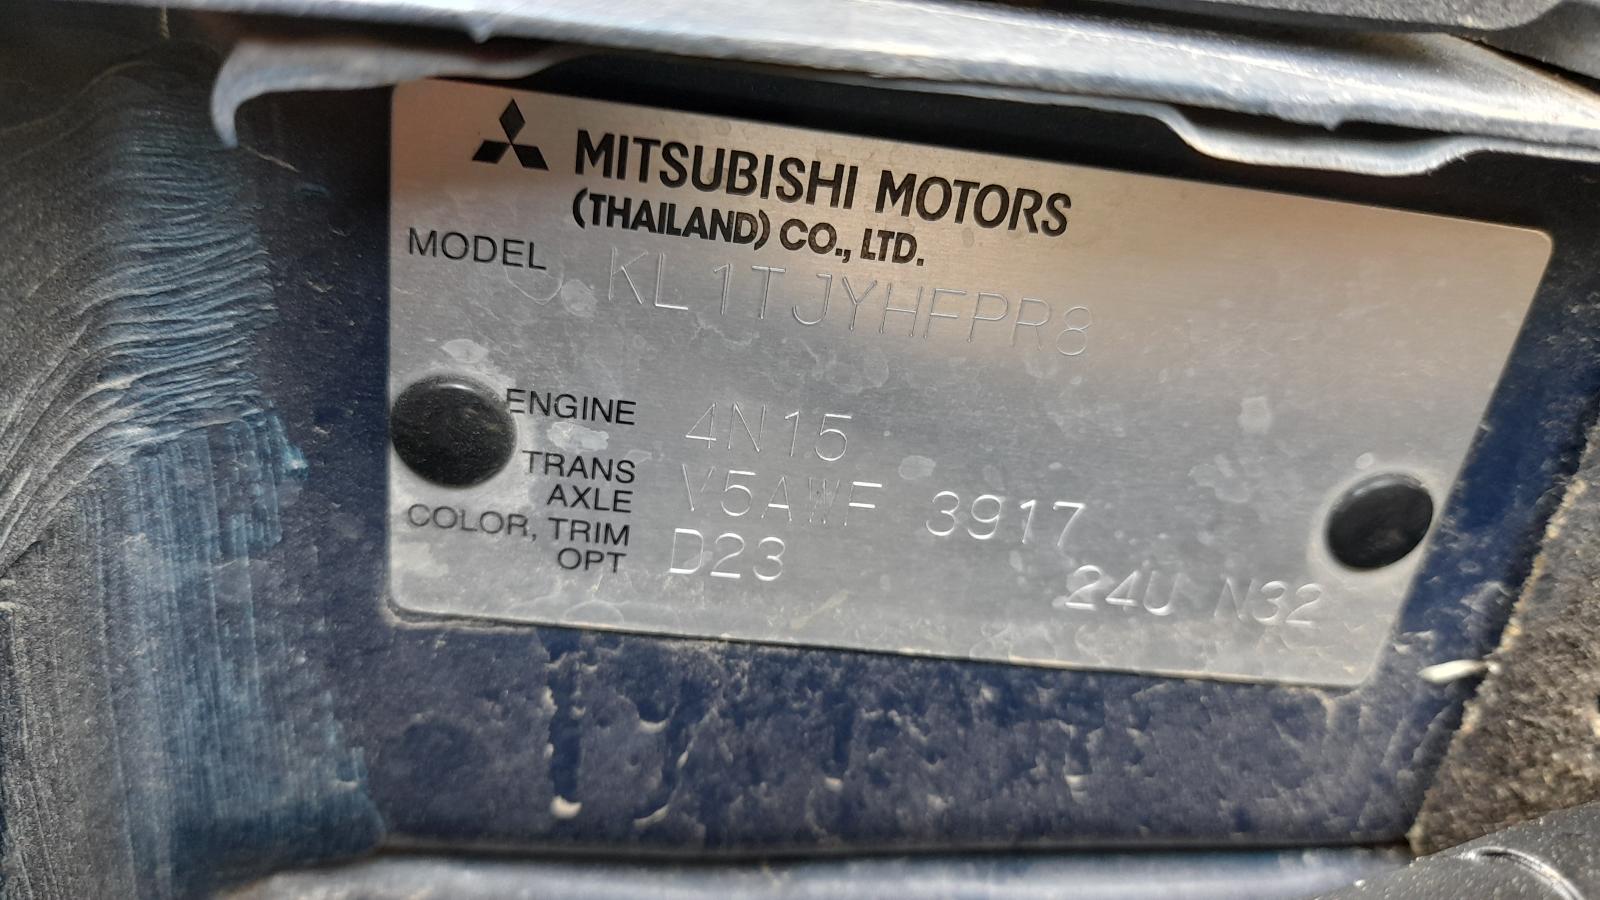 MITSUBISHI MOTORS
(THAILAND) CO., LTD.
MODEL KL1TJYHFPR8
ENGINE 4N15
TRANS
AXLE V5AWF 3917
COLOR, TRIM
OPT D23 24U N32